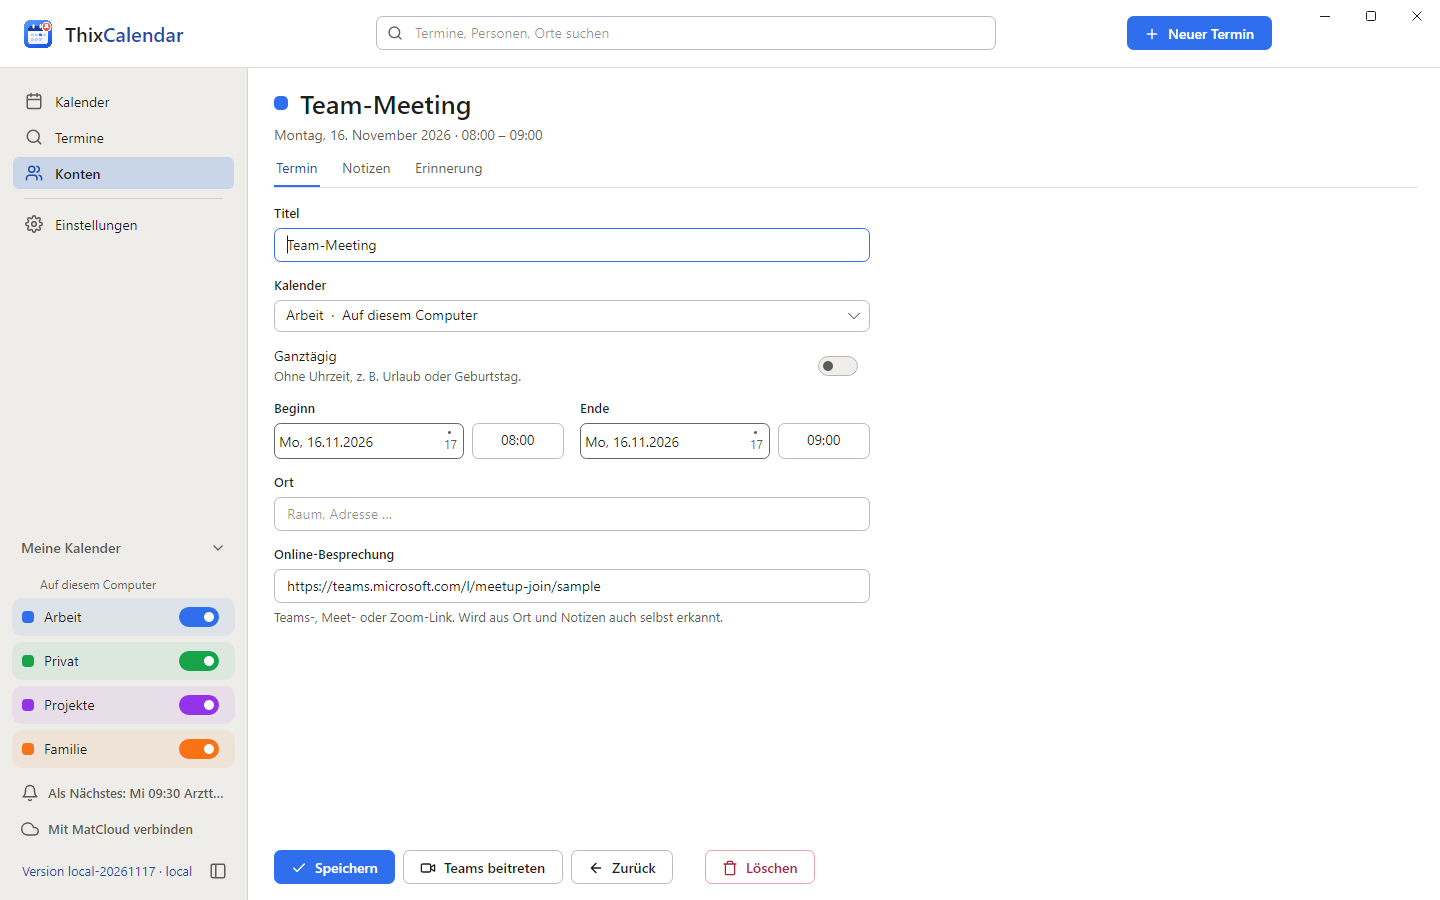 ThixCalendar
Termine, Personen, Orte suchen
Neuer Termin
Kalender
Termine
Konten
Einstellungen
Meine Kalender
Auf diesem Computer
Arbeit
Privat
Projekte
Familie
Als Nächstes: Mi 09:30 Arztt...
Mit MatCloud verbinden
Version local-20261117 · local
Team-Meeting
Montag, 16. November 2026 · 08:00 – 09:00
Termin Notizen Erinnerung
Titel
Team-Meeting
Kalender
Arbeit · Auf diesem Computer
Ganztägig
Ohne Uhrzeit, z. B. Urlaub oder Geburtstag.
Beginn Ende
Mo, 16.11.2026 17 08:00 Mo, 16.11.2026 17 09:00
Ort
Raum, Adresse ...
Online-Besprechung
https://teams.microsoft.com/l/meetup-join/sample
Teams-, Meet- oder Zoom-Link. Wird aus Ort und Notizen auch selbst erkannt.
Speichern Teams beitreten Zurück Löschen